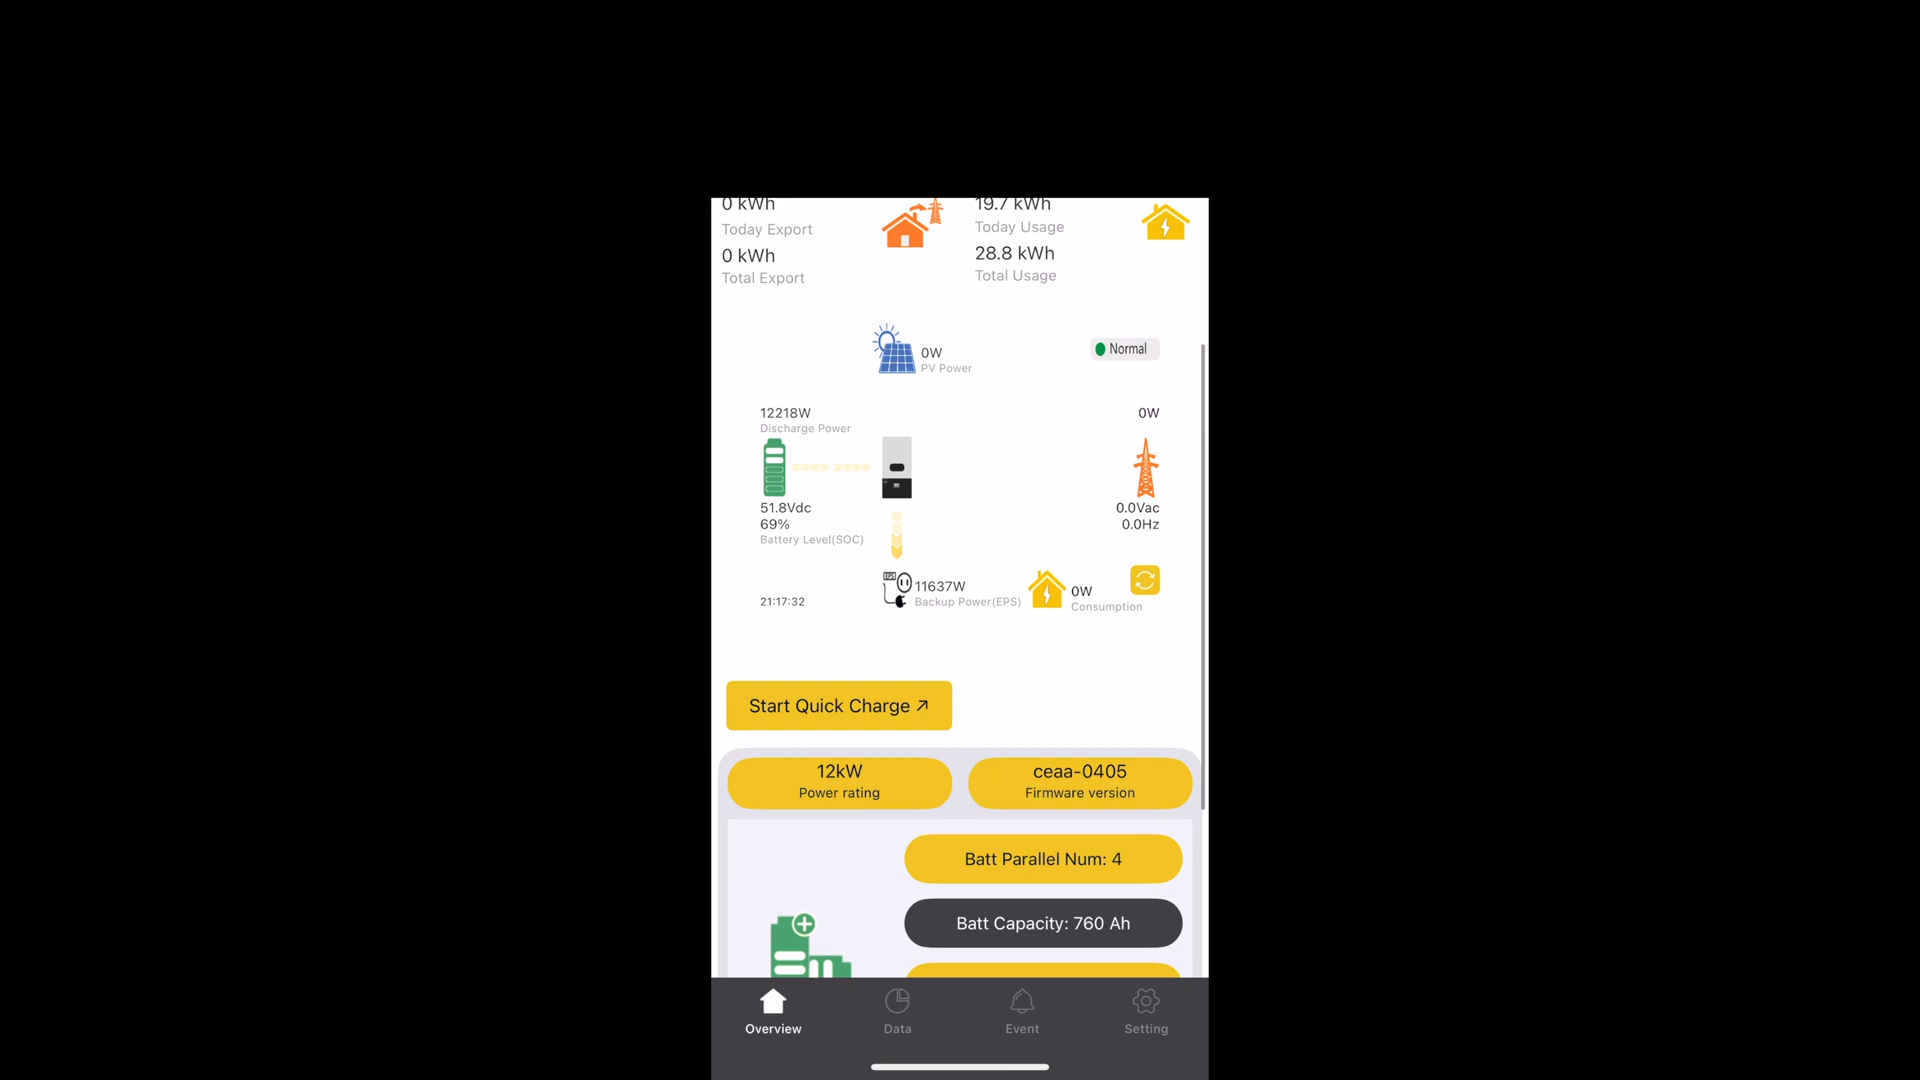 0 kWh
Today Export
0 kWh
Total Export
19.7 kWh
Today Usage
28.8 kWh
Total Usage
0W
PV Power
Normal
12218W
Discharge Power
0W
51.8Vdc
69%
Battery Level(SOC)
0.0Vac
0.0Hz
21:17:32
EPS
11637W
Backup Power(EPS)
0W
Consumption
Start Quick Charge ↗
12kW
Power rating
ceaa-0405
Firmware version
Batt Parallel Num: 4
Batt Capacity: 760 Ah
Overview
Data
Event
Setting